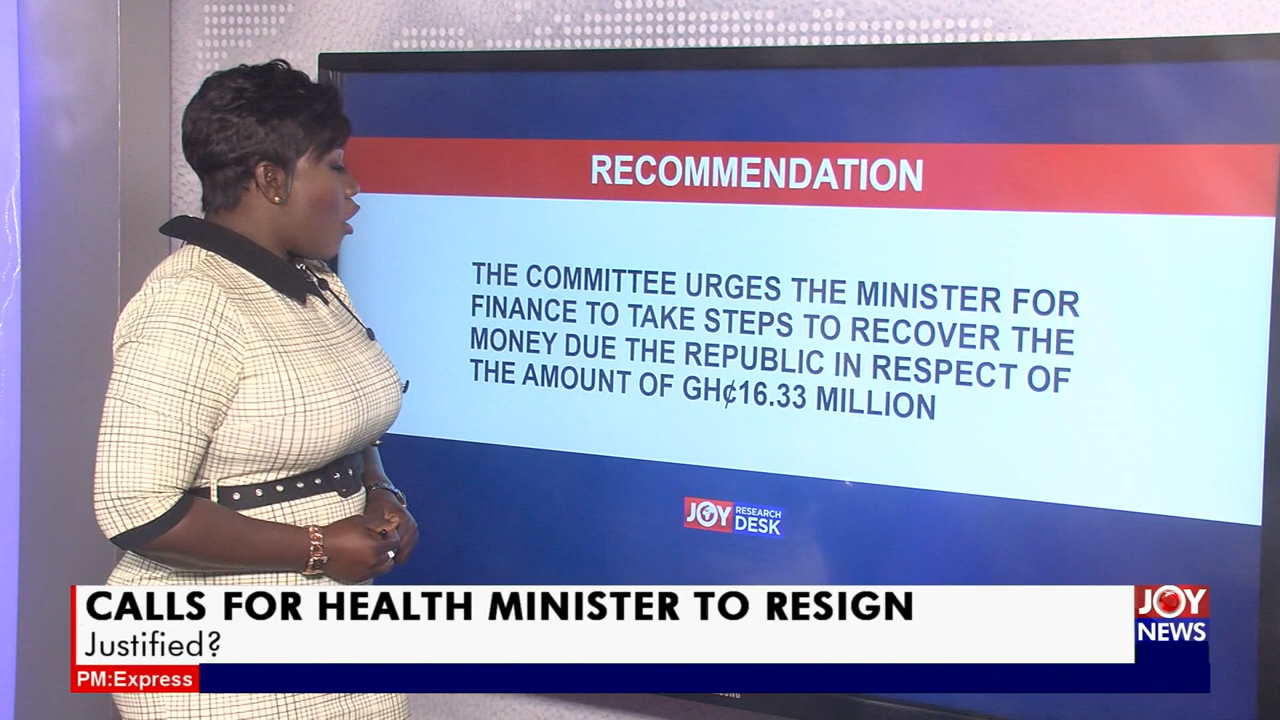 RECOMMENDATION
THE COMMITTEE URGES THE MINISTER FOR
FINANCE TO TAKE STEPS TO RECOVER THE
MONEY DUE THE REPUBLIC IN RESPECT OF
THE AMOUNT OF GH¢16.33 MILLION
JOY RESEARCH DESK
CALLS FOR HEALTH MINISTER TO RESIGN
Justified?
JOY
NEWS
PM:Express